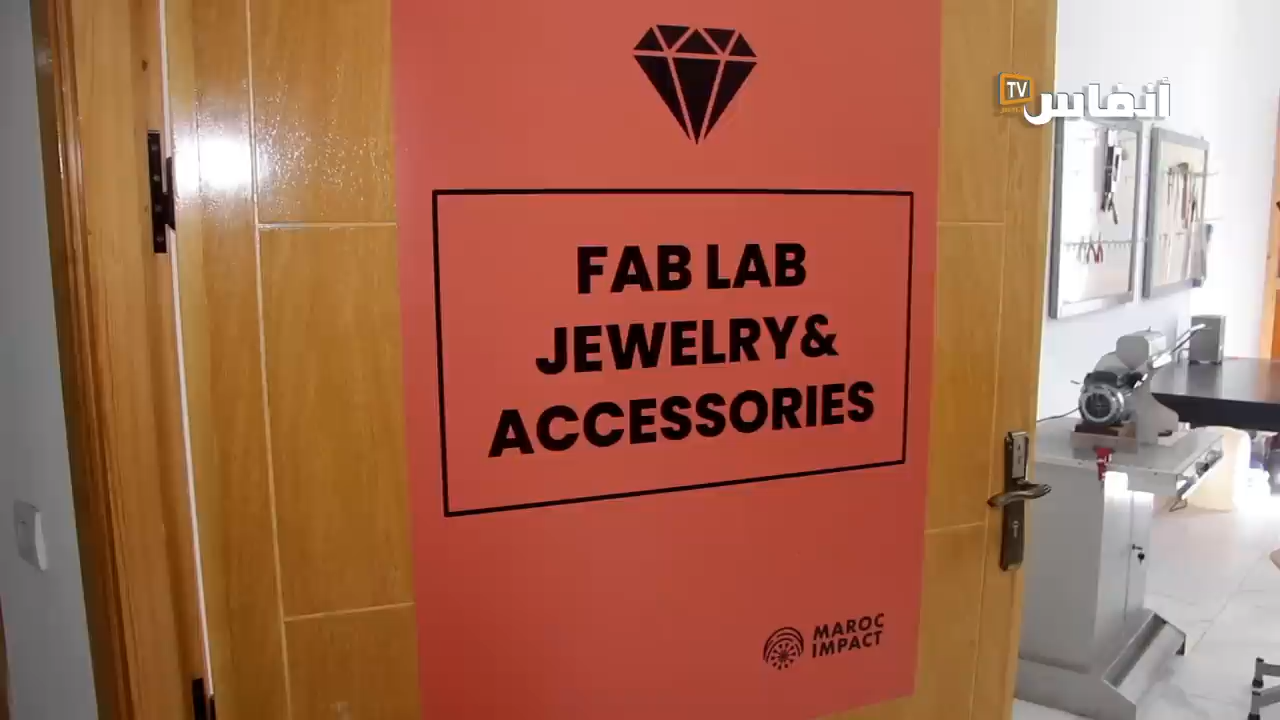 TV أنفاس
FAB LAB
JEWELRY&
ACCESSORIES
MAROC
IMPACT